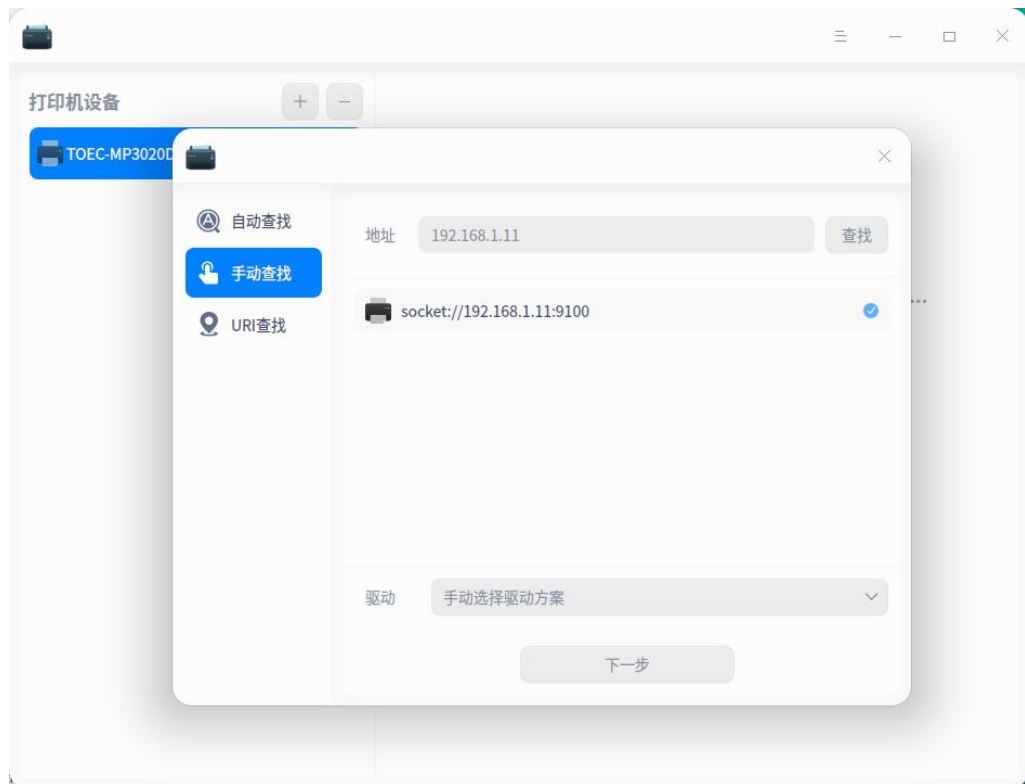 打印机设备
TOEC-MP3020D
自动查找
手动查找
URI查找
地址
192.168.1.11
查找
socket://192.168.1.11:9100
驱动
手动选择驱动方案
下一步